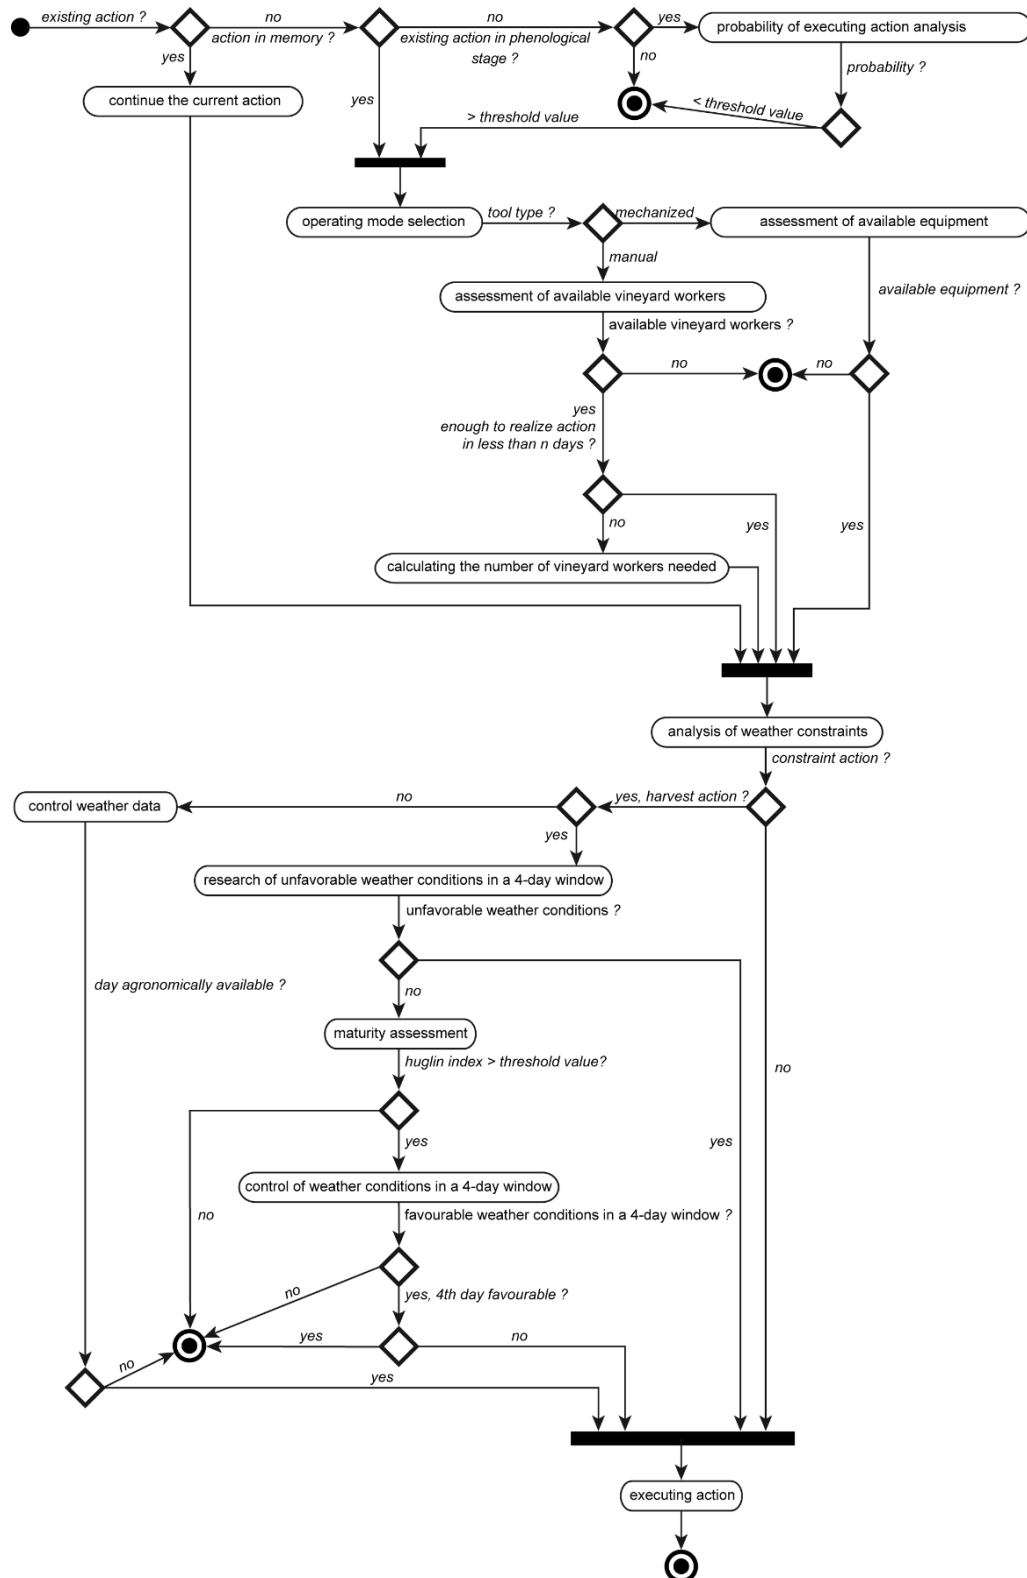 existing action ?
no
action in memory ?
no
existing action in phenological
stage ?
yes
probability of executing action analysis
yes
continue the current action
yes
no
probability ?
< threshold value
> threshold value
operating mode selection
tool type ?
mechanized
assessment of available equipment
manual
assessment of available vineyard workers
available equipment ?
available vineyard workers ?
no
no
yes
enough to realize action
in less than n days ?
no
yes
yes
calculating the number of vineyard workers needed
analysis of weather constraints
constraint action ?
control weather data
no
yes, harvest action ?
yes
research of unfavorable weather conditions in a 4-day window
unfavorable weather conditions ?
day agronomically available ?
no
maturity assessment
huglin index > threshold value?
no
yes
yes
control of weather conditions in a 4-day window
no
favourable weather conditions in a 4-day window ?
no
yes, 4th day favourable ?
yes
no
no
yes
executing action